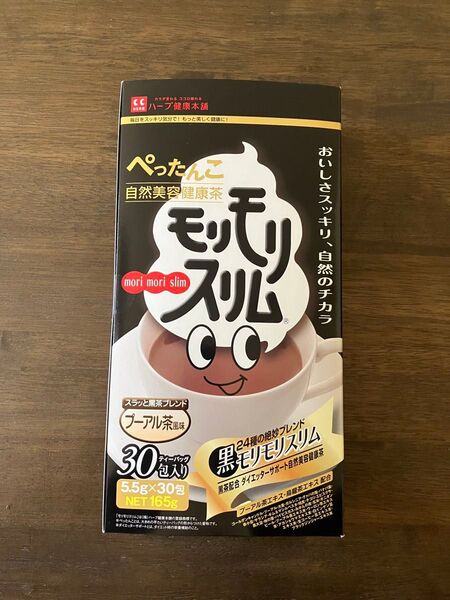 ハーブ健康本舗
毎日をスッキリ気分で!もっと美しく健康に!
ぺったんこ
自然美容健康茶
モリモリ
スリム®
mori mori slim
おいしさスッキリ、自然のチカラ
スラッと黒茶ブレンド
プーアル茶風味
ティーバッグ
30包入り
5.5g×30包
NET 165g
24種の絶妙ブレンド
黒モリモリスリム
黒茶配合 ダイエッターサポート自然美容健康茶
プーアル茶エキス・烏龍茶エキス 配合